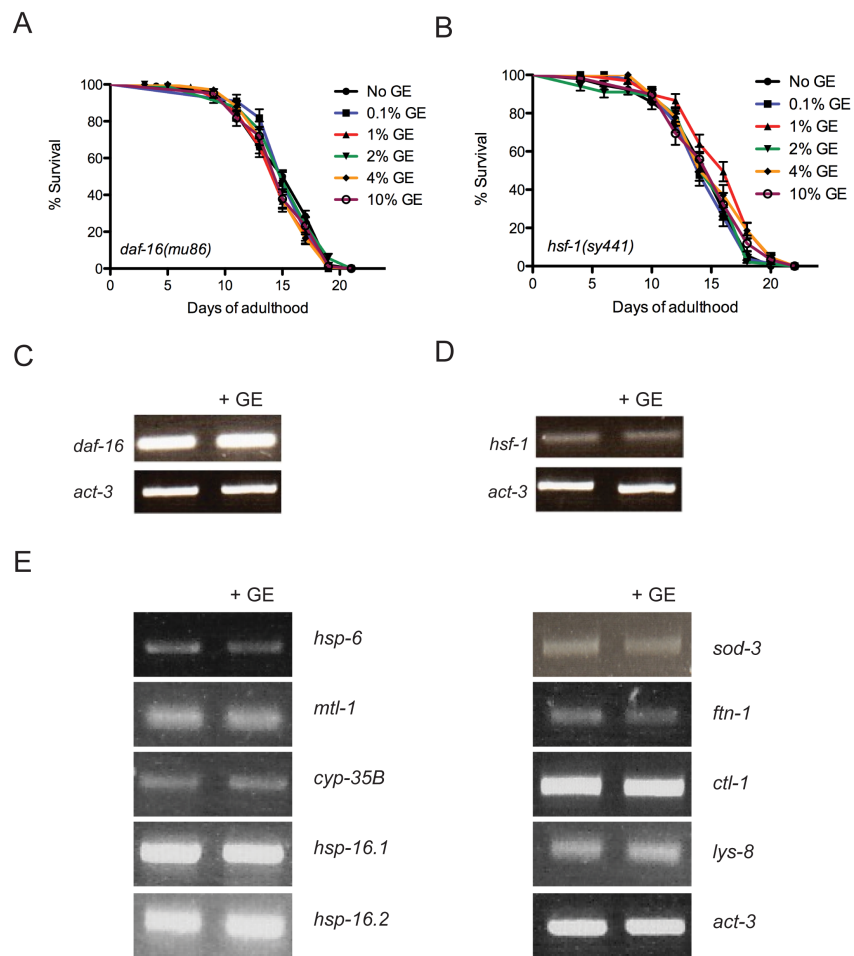 A
B
100
80
60
40
20
0
% Survival
0 5 10 15 20
Days of adulthood
daf-16(mu86)
No GE
0.1% GE
1% GE
2% GE
4% GE
10% GE
100
80
60
40
20
0
% Survival
0 5 10 15 20
Days of adulthood
hsf-1(sy441)
No GE
0.1% GE
1% GE
2% GE
4% GE
10% GE
C
D
+ GE
daf-16
act-3
+ GE
hsf-1
act-3
E
+ GE
hsp-6
mtl-1
cyp-35B
hsp-16.1
hsp-16.2
+ GE
sod-3
ftn-1
ctl-1
lys-8
act-3